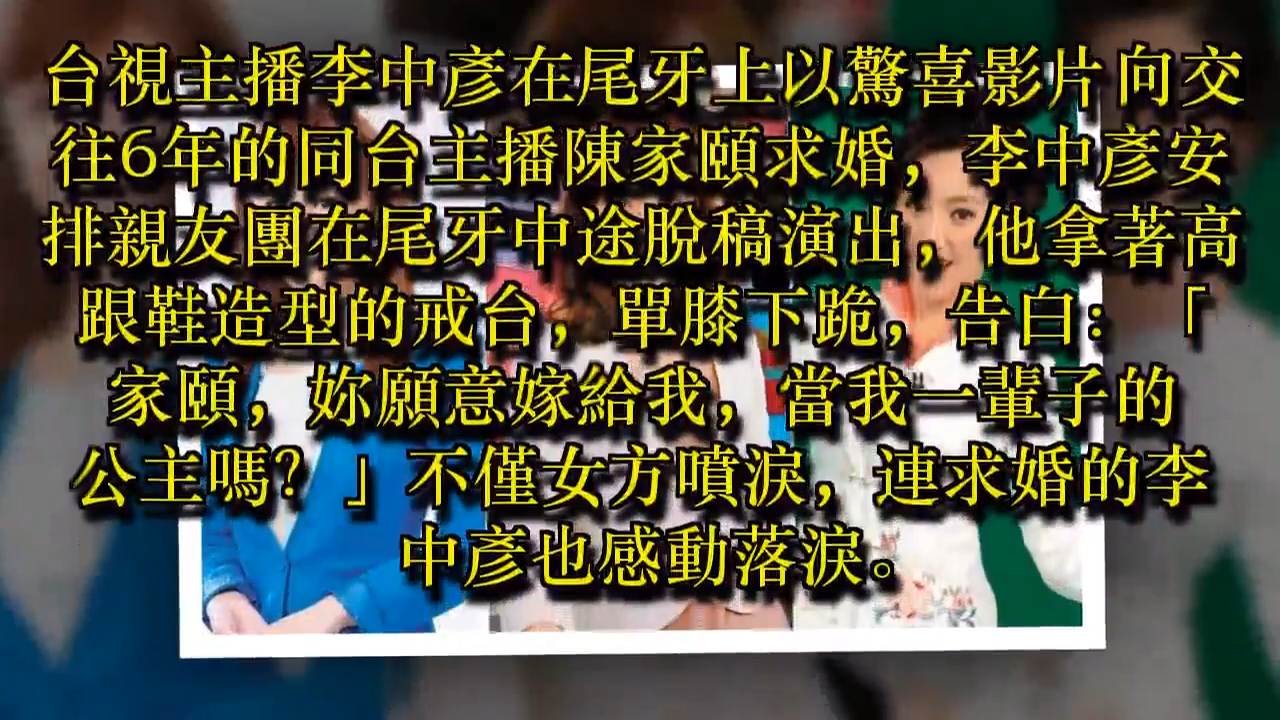 台視主播李中彥在尾牙上以驚喜影片向交
往6年的同台主播陳家頤求婚，李中彥安
排親友團在尾牙中途脫稿演出，他拿著高
跟鞋造型的戒台，單膝下跪，告白：「
家頤，妳願意嫁給我，當我一輩子的
公主嗎？」不僅女方噴淚，連求婚的李
中彥也感動落淚。